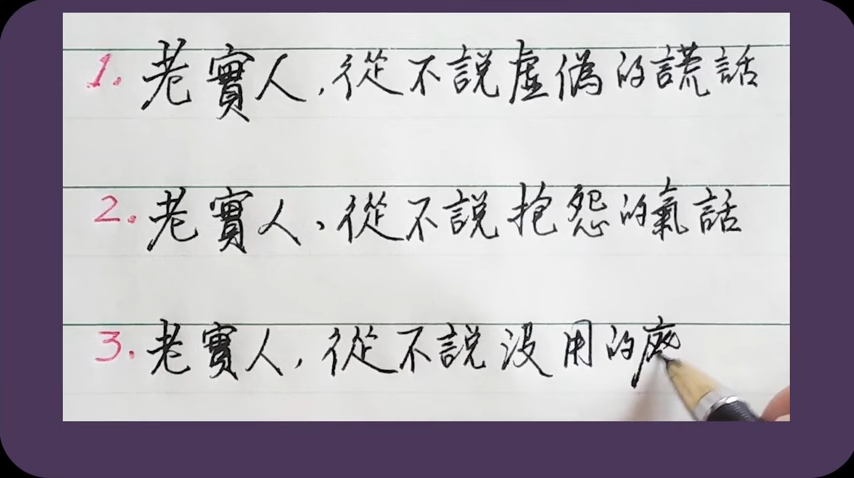 1. 老實人,從不說虛偽的謊話
2. 老實人、從不說抱怨的氣話
3. 老實人,從不說没用的